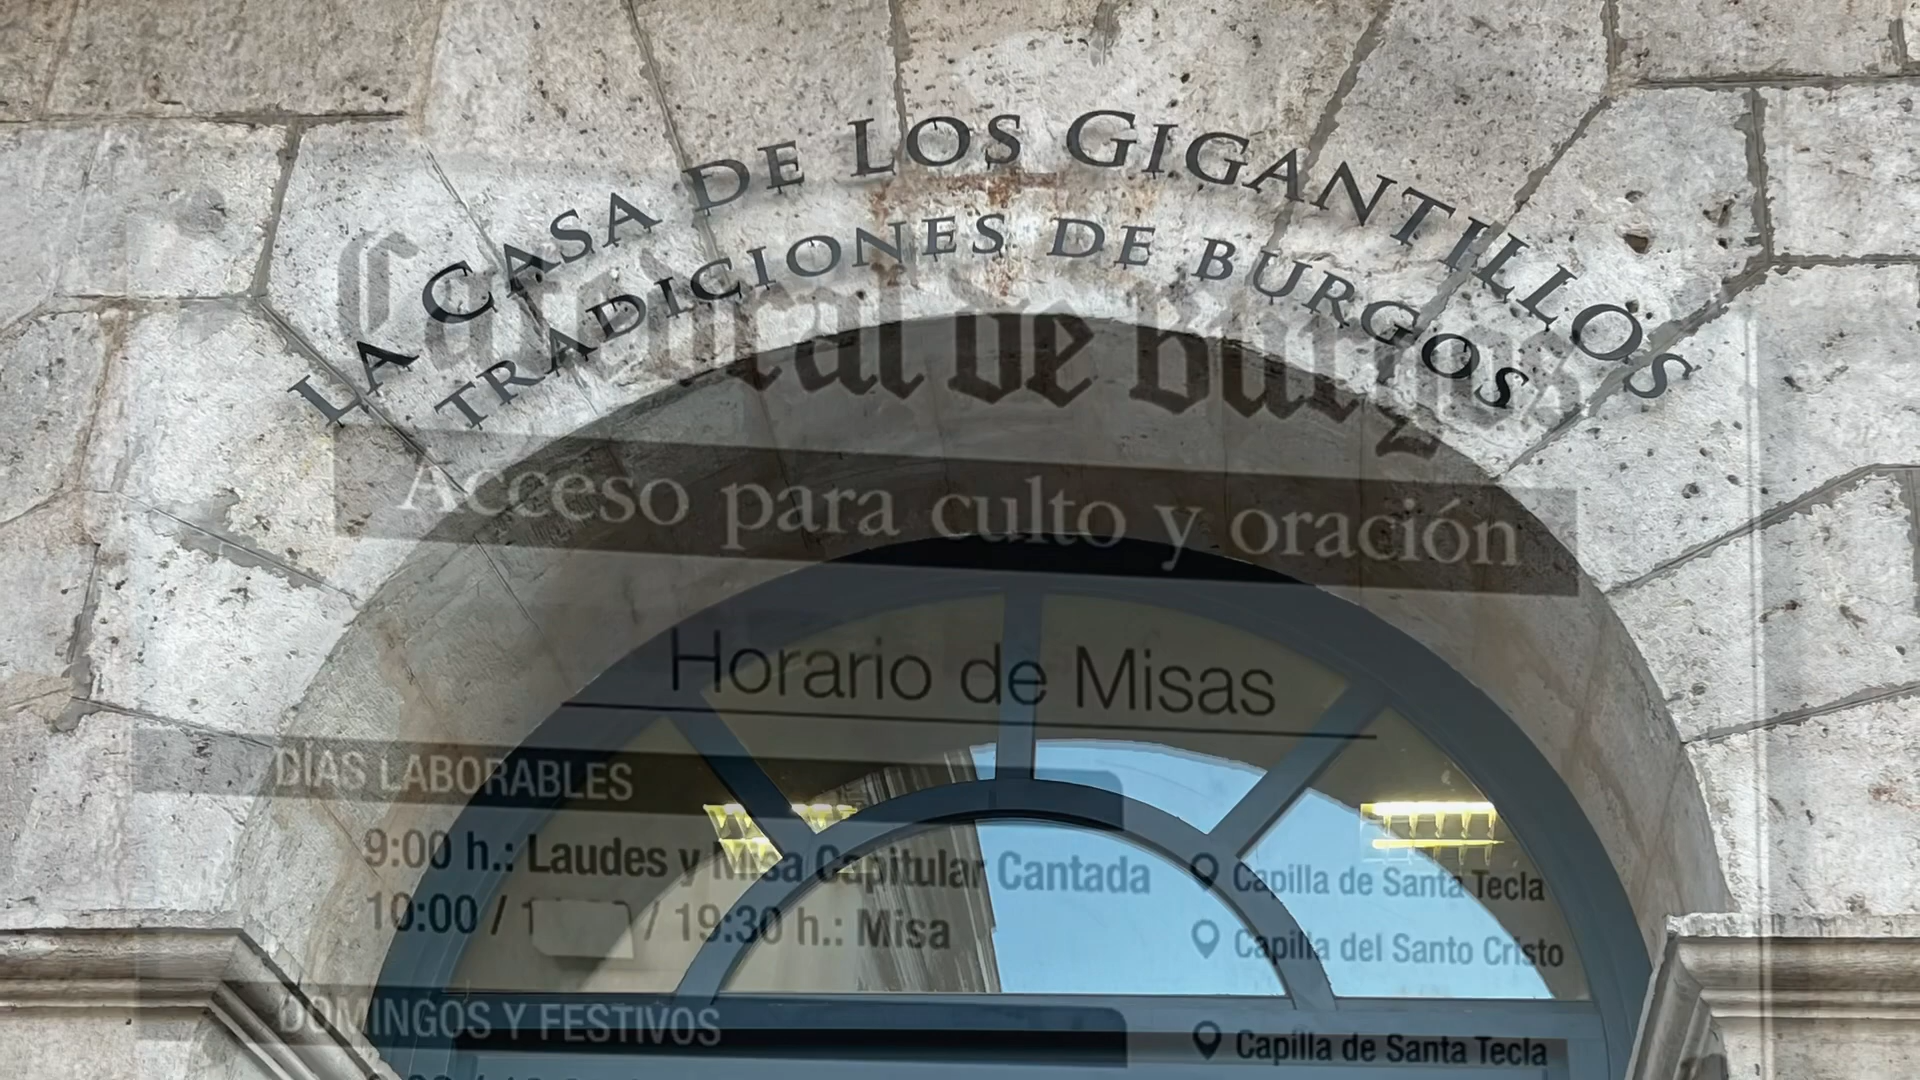 LA CASA DE LOS GIGANTILLOS
TRADICIONES DE BURGOS
Catedral de Burgos
Acceso para culto y oración
Horario de Misas
DÍAS LABORABLES
9:00 h.: Laudes y Misa Capitular Cantada Capilla de Santa Tecla
10:00 / / 19:30 h.: Misa Capilla del Santo Cristo
DOMINGOS Y FESTIVOS
Capilla de Santa Tecla